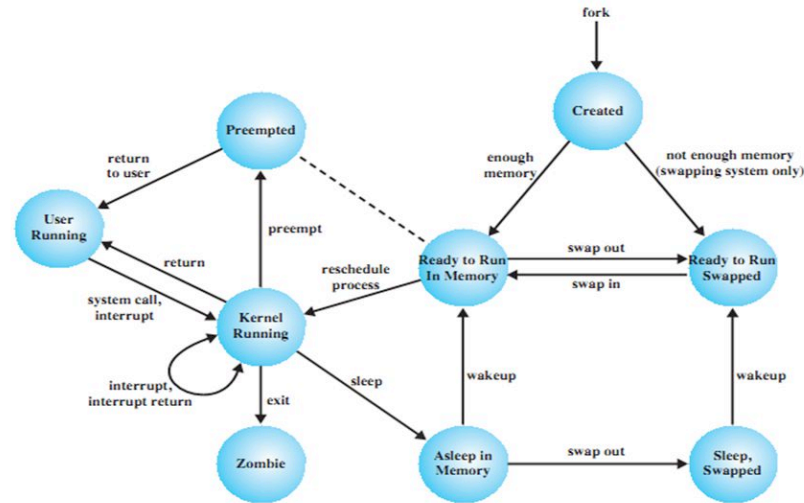 fork
Created
Preempted
return
to user
enough
memory
not enough memory
(swapping system only)
User
Running
preempt
return
reschedule
process
Ready to Run
In Memory
swap out
swap in
Ready to Run
Swapped
system call,
interrupt
Kernel
Running
interrupt,
interrupt return
sleep
exit
wakeup
wakeup
Zombie
Asleep in
Memory
swap out
Sleep,
Swapped